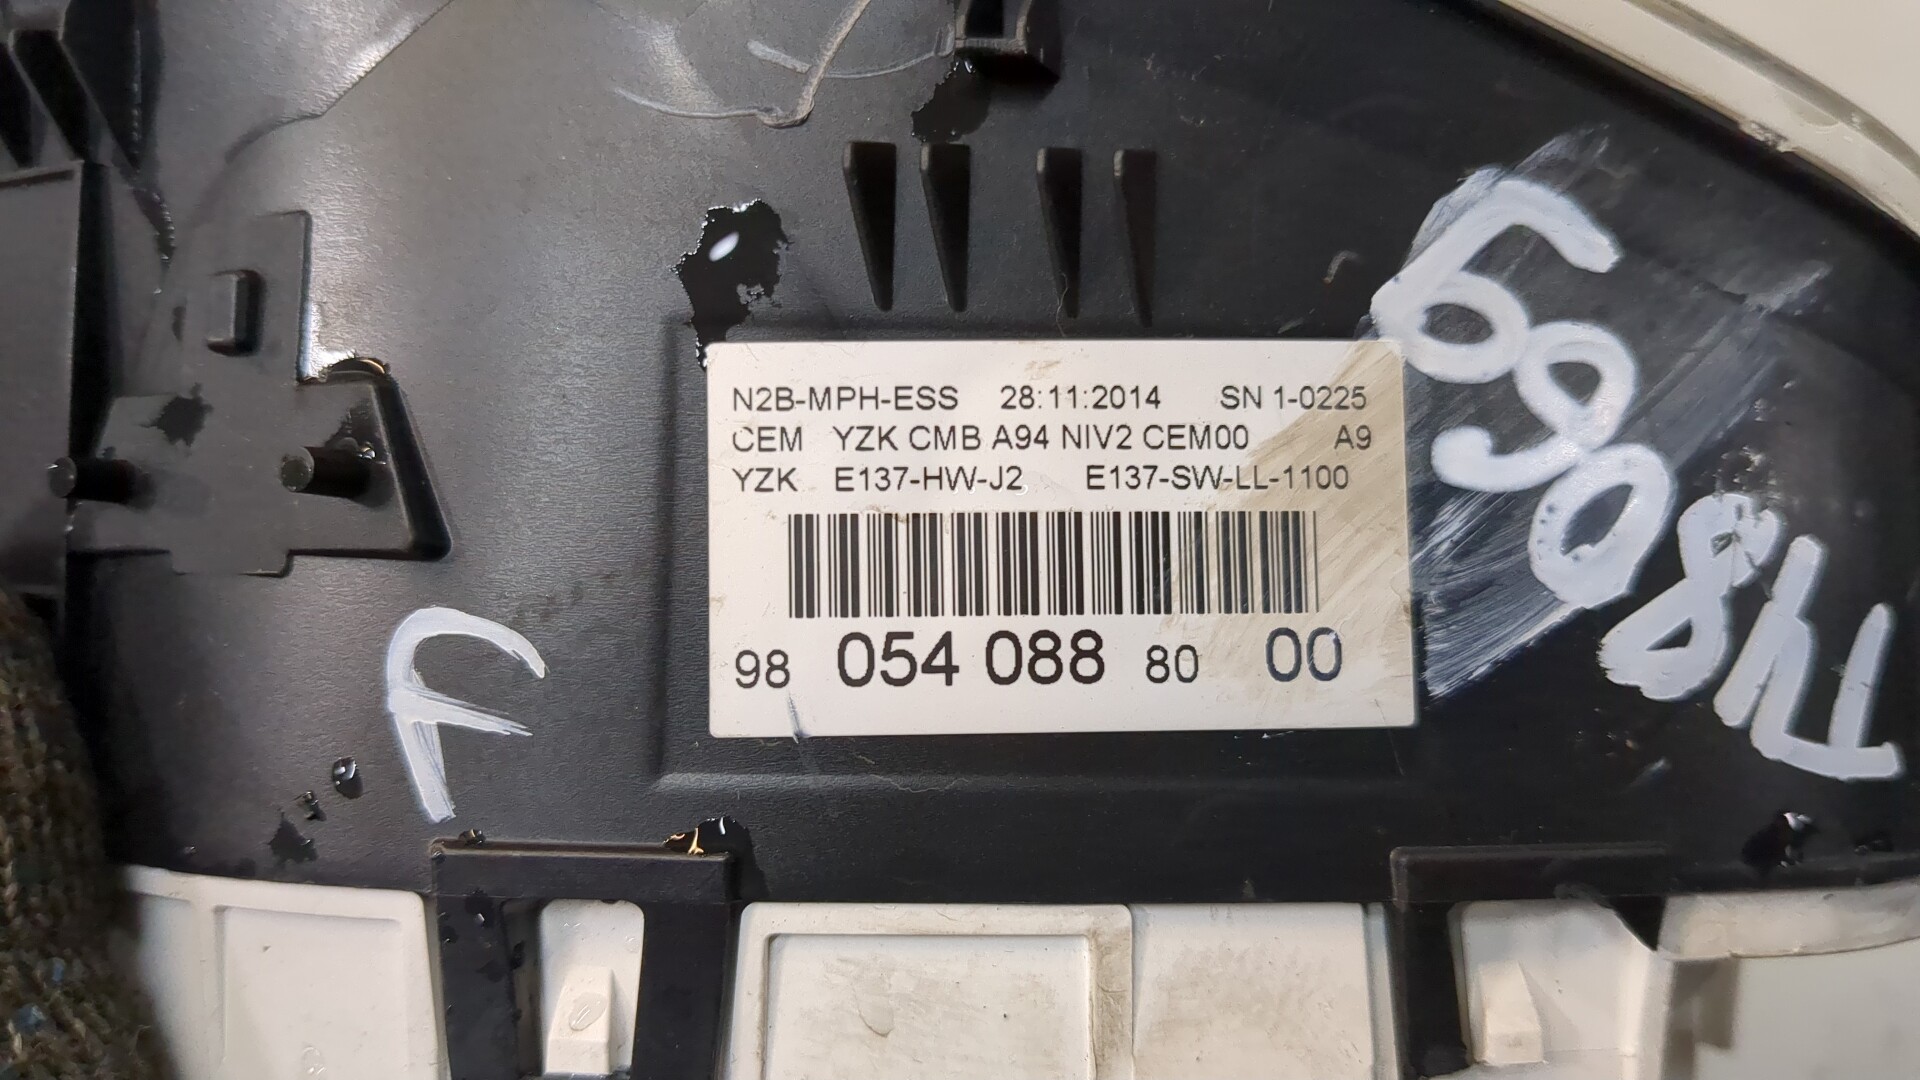 N2B-MPH-ESS 28:11:2014 SN 1-0225
CEM YZK CMB A94 NIV2 CEM00 A9
YZK E137-HW-J2 E137-SW-LL-1100
98 054 088 80 00
F